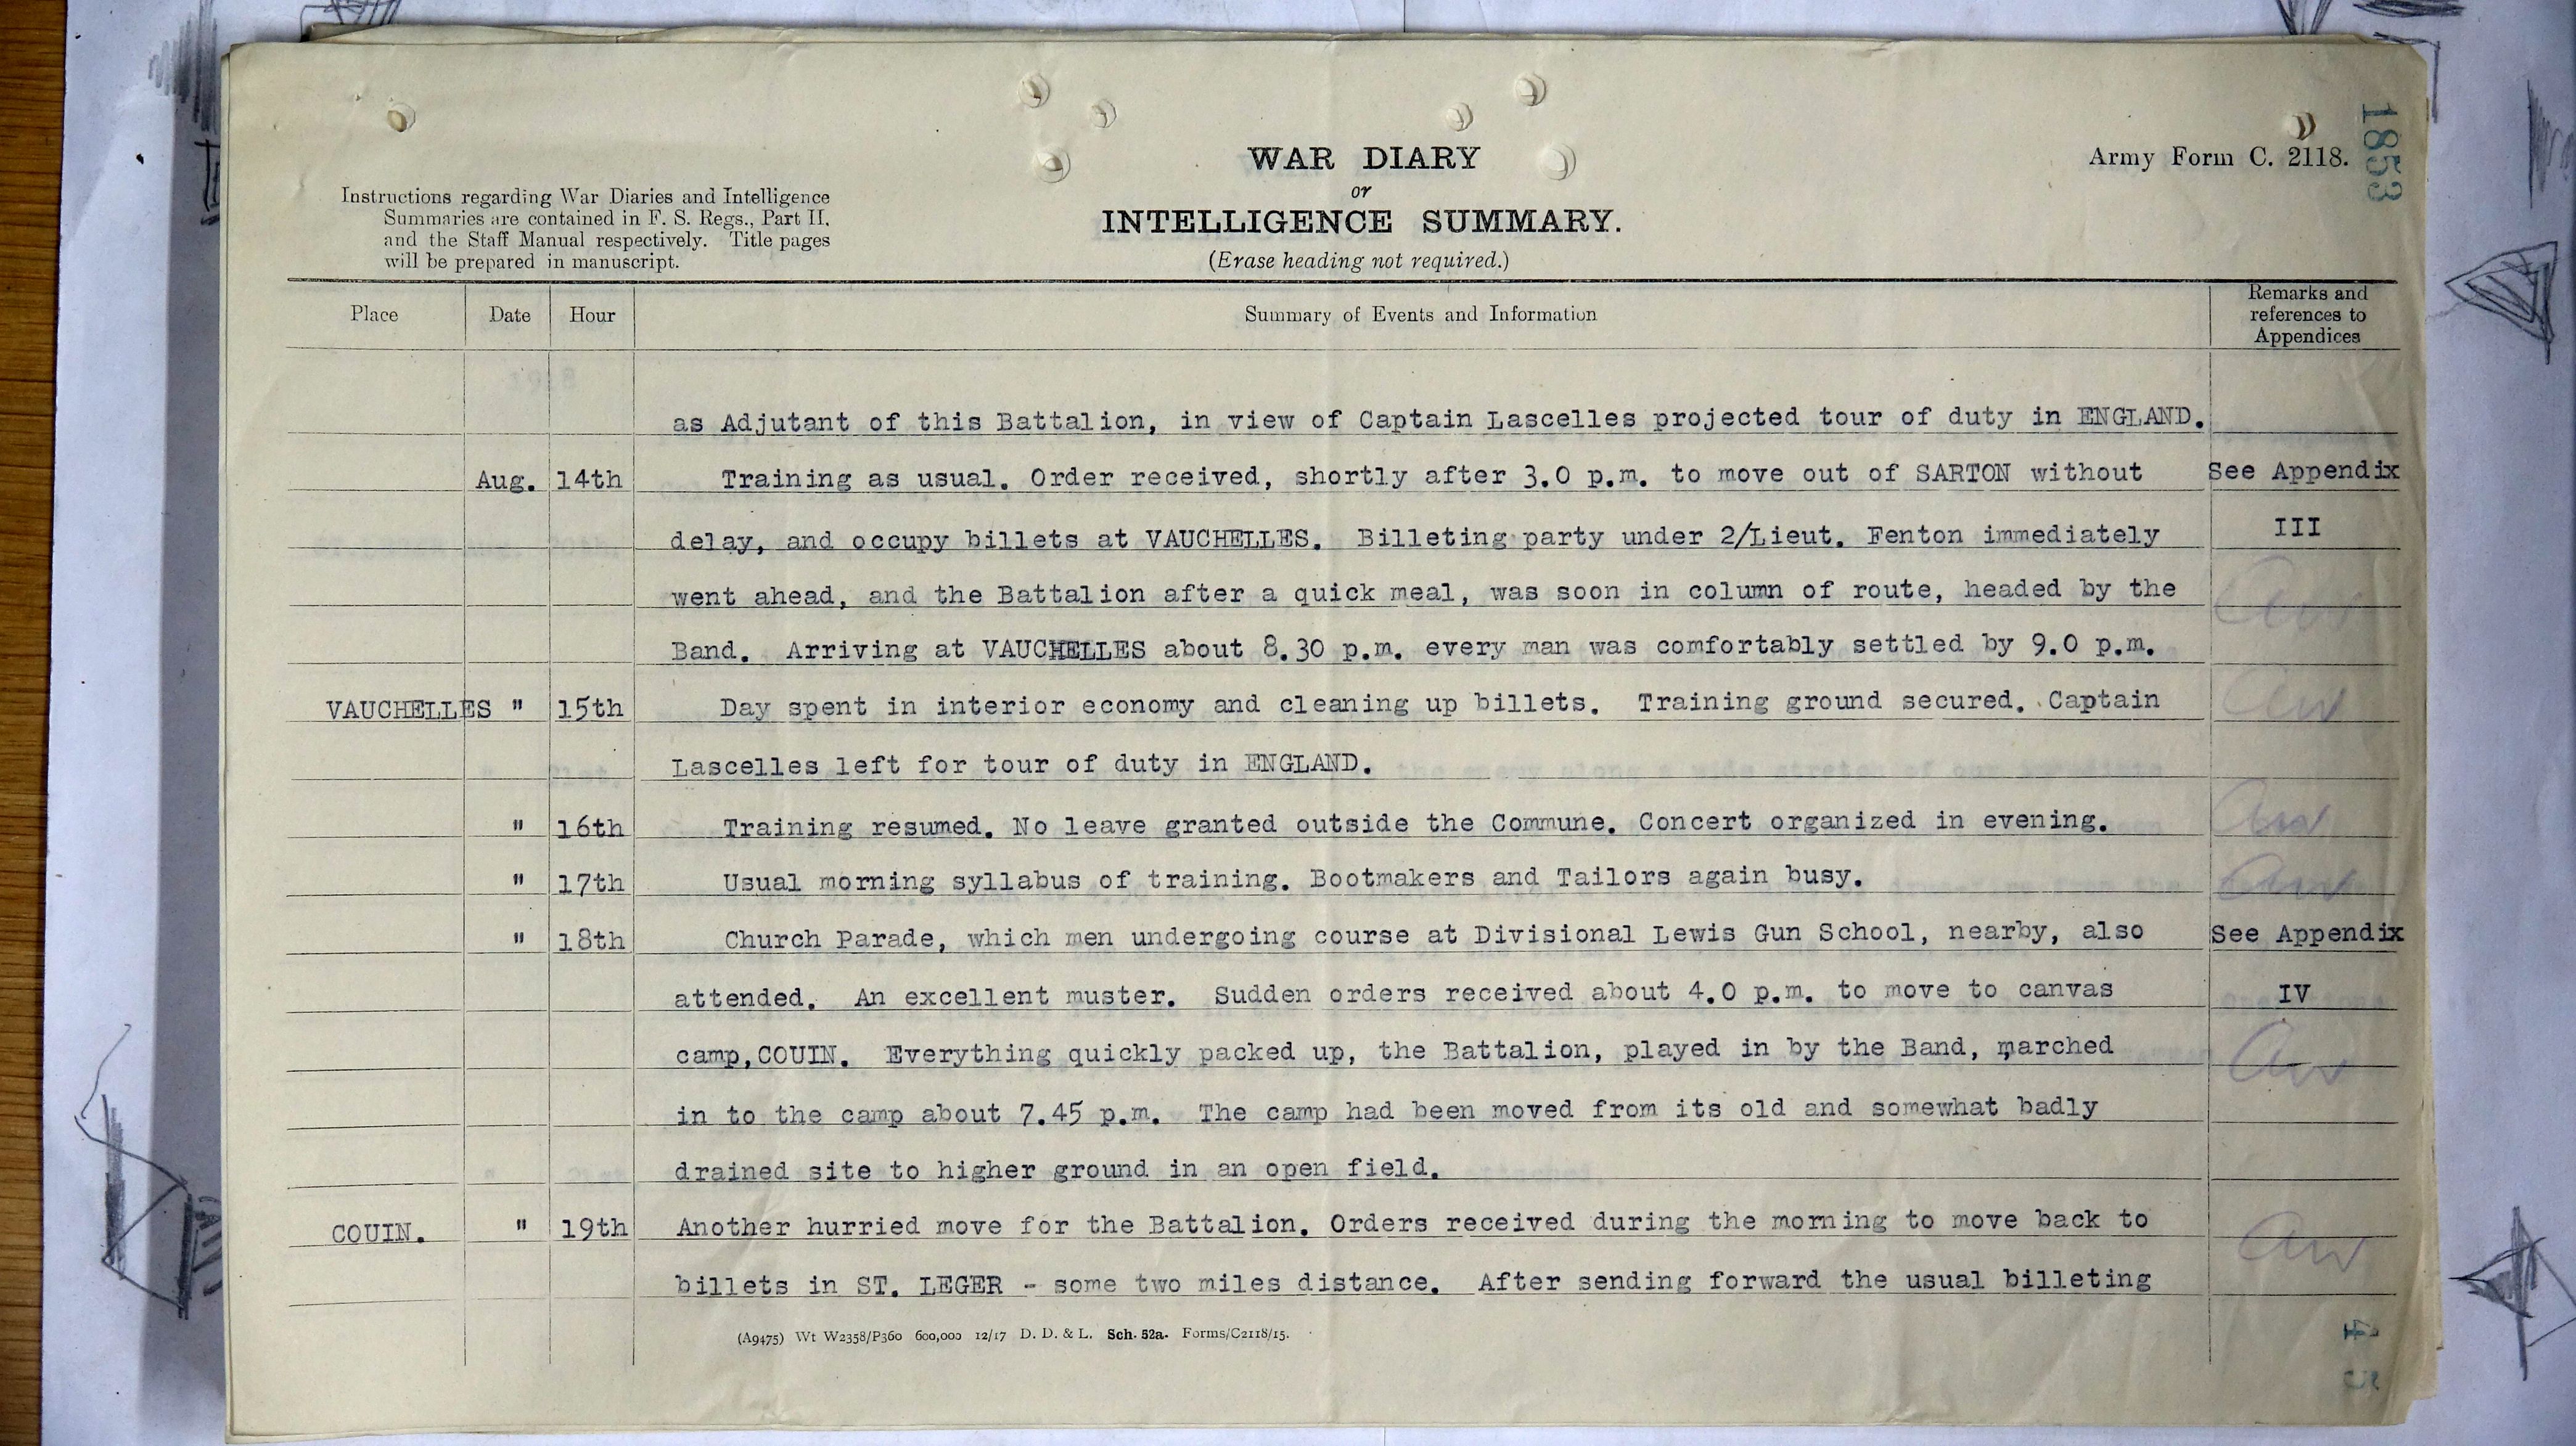 WAR DIARY
or
INTELLIGENCE SUMMARY.
(Erase heading not required.)
Army Form C. 2118.
1853
Instructions regarding War Diaries and Intelligence
Summaries are contained in F. S. Regs., Part II.
and the Staff Manual respectively. Title pages
will be prepared in manuscript.
Place Date Hour Summary of Events and Information Remarks and references to Appendices
as Adjutant of this Battalion, in view of Captain Lascelles projected tour of duty in ENGLAND.
Aug. 14th Training as usual. Order received, shortly after 3.0 p.m. to move out of SARTON without See Appendix
delay, and occupy billets at VAUCHELLES. Billeting party under 2/Lieut. Fenton immediately III
went ahead, and the Battalion after a quick meal, was soon in column of route, headed by the
Band. Arriving at VAUCHELLES about 8.30 p.m. every man was comfortably settled by 9.0 p.m.
VAUCHELLES " 15th Day spent in interior economy and cleaning up billets. Training ground secured. Captain
Lascelles left for tour of duty in ENGLAND.
" 16th Training resumed. No leave granted outside the Commune. Concert organized in evening.
" 17th Usual morning syllabus of training. Bootmakers and Tailors again busy.
" 18th Church Parade, which men undergoing course at Divisional Lewis Gun School, nearby, also See Appendix
attended. An excellent muster. Sudden orders received about 4.0 p.m. to move to canvas IV
camp,COUIN. Everything quickly packed up, the Battalion, played in by the Band, marched
in to the camp about 7.45 p.m. The camp had been moved from its old and somewhat badly
drained site to higher ground in an open field.
COUIN. " 19th Another hurried move for the Battalion. Orders received during the morning to move back to
billets in ST. LEGER - some two miles distance. After sending forward the usual billeting
(A9475) Wt W2358/P360 600,000 12/17 D. D. & L. Sch. 52a. Forms/C2118/15.